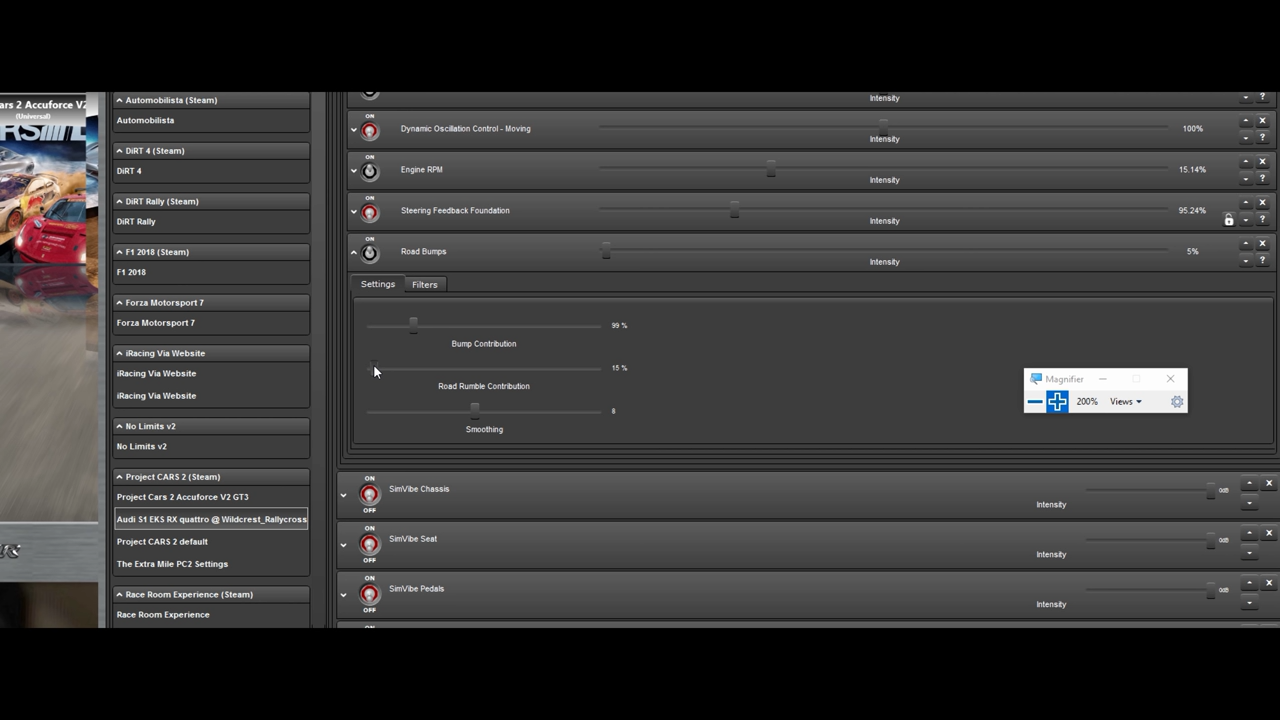 ars 2 Accuforce V2
(Universal)
Automobilista (Steam)
Automobilista
DiRT 4 (Steam)
DiRT 4
DiRT Rally (Steam)
DiRT Rally
F1 2018 (Steam)
F1 2018
Forza Motorsport 7
Forza Motorsport 7
iRacing Via Website
iRacing Via Website
iRacing Via Website
No Limits v2
No Limits v2
Project CARS 2 (Steam)
Project Cars 2 Accuforce V2 GT3
Audi S1 EKS RX quattro @ Wildcrest_Rallycross
Project CARS 2 default
The Extra Mile PC2 Settings
Race Room Experience (Steam)
Race Room Experience
Intensity ?
ON
Dynamic Oscillation Control - Moving 100%
Intensity ?
ON
Engine RPM 15.14%
Intensity ?
ON
Steering Feedback Foundation 95.24%
Intensity ?
ON
Road Bumps 5%
Intensity ?
Settings Filters
99 %
Bump Contribution
15 %
Road Rumble Contribution
8
Smoothing
Magnifier
200% Views
ON
SimVibe Chassis 0dB
Intensity
OFF
ON
SimVibe Seat 0dB
Intensity
OFF
ON
SimVibe Pedals 0dB
Intensity
OFF
ON